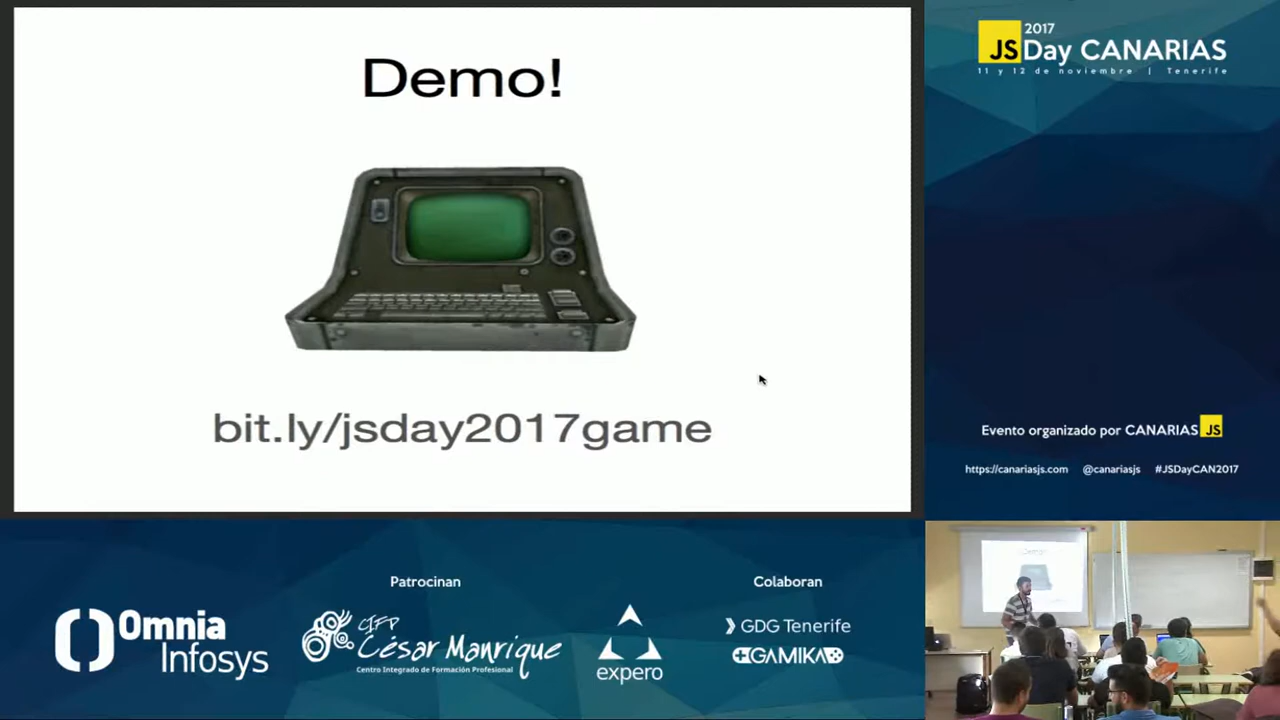 Demo!
bit.ly/jsday2017game
2017
JS Day CANARIAS
11 y 12 de noviembre | Tenerife
Evento organizado por CANARIAS JS
https://canariasjs.com @canariasjs #JSDayCAN2017
Patrocinan
Omnia
Infosys
CIFP
César Manrique
Centro Integrado de Formación Profesional
expero
Colaboran
GDG Tenerife
GAMIKA
Demo!